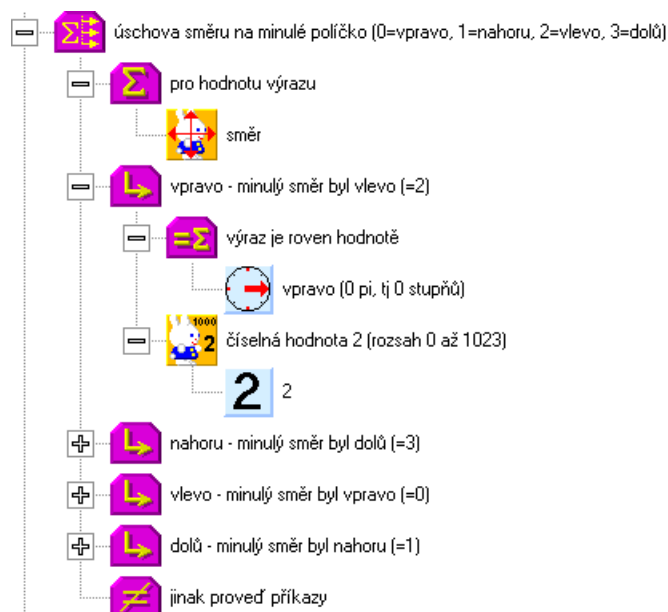 úschova směru na minulé políčko (0=vpravo, 1=nahoru, 2=vlevo, 3=dolů)
pro hodnotu výrazu
směr
vpravo - minulý směr byl vlevo (=2)
výraz je roven hodnotě
vpravo (0 pi, tj 0 stupňů)
1000
2
číselná hodnota 2 (rozsah 0 až 1023)
2 2
nahoru - minulý směr byl dolů (=3)
vlevo - minulý směr byl vpravo (=0)
dolů - minulý směr byl nahoru (=1)
jinak proveď příkazy